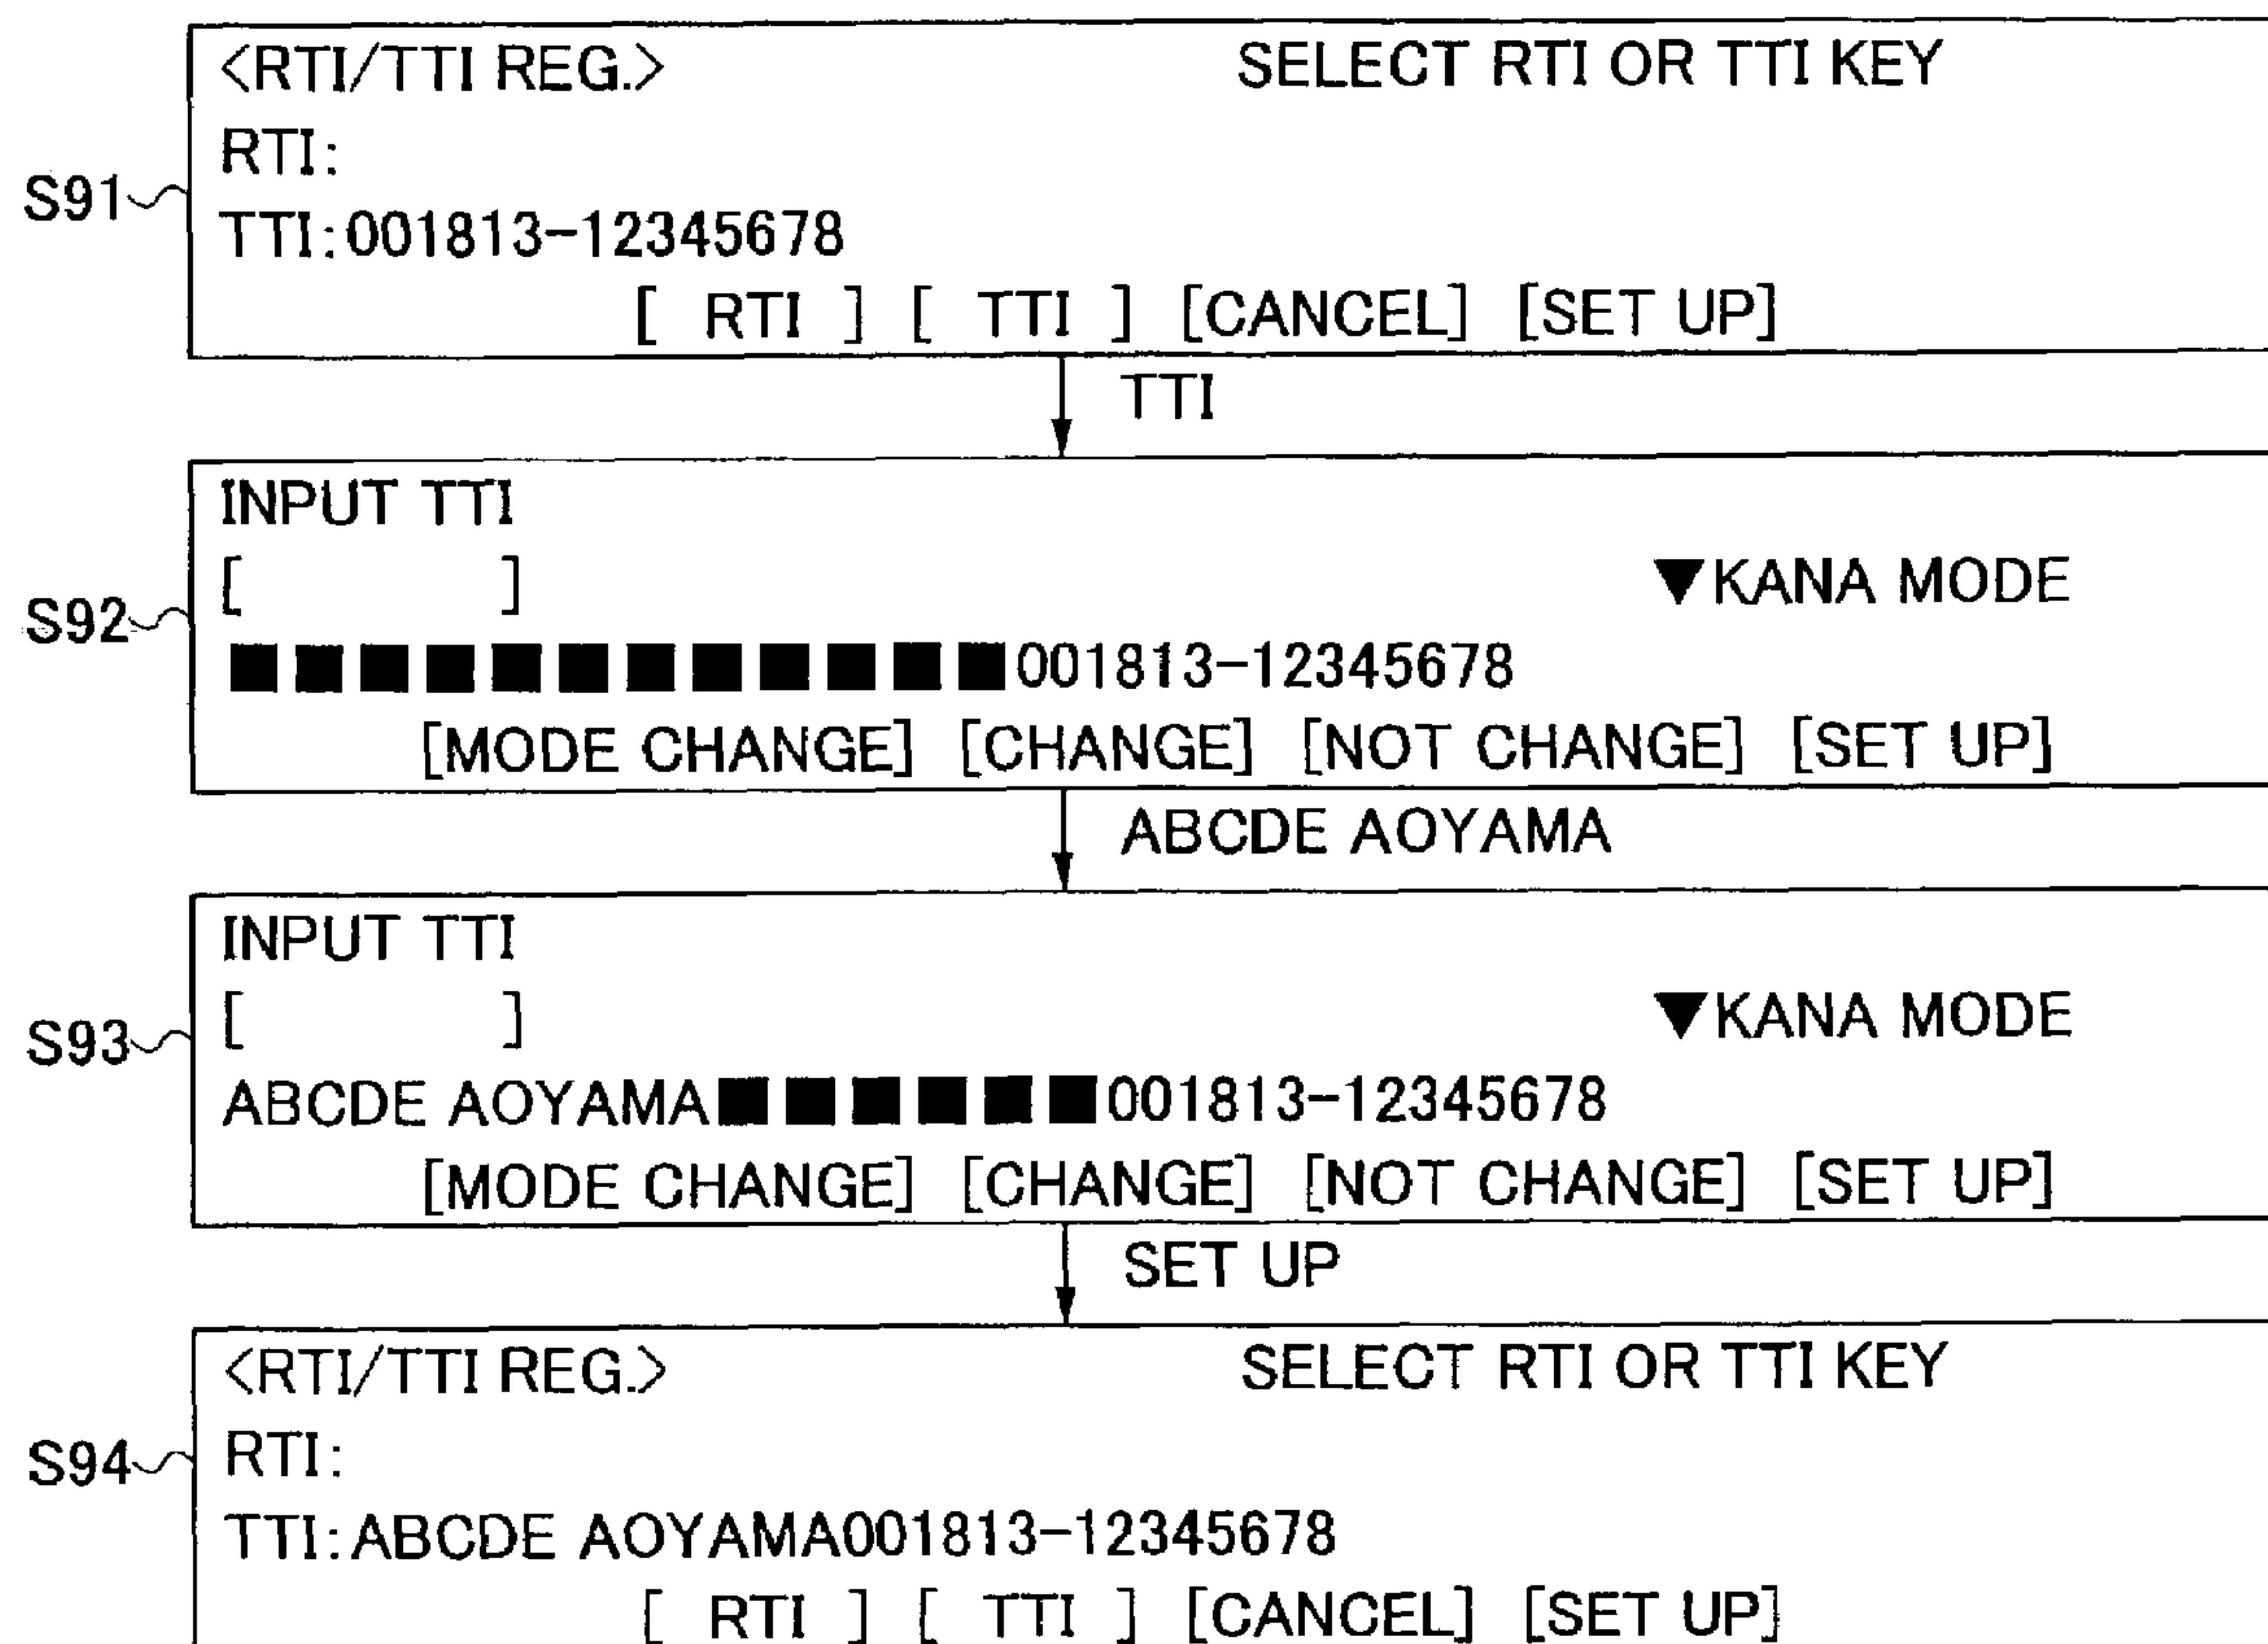 <RTI/TTI REG.> SELECT RTI OR TTI KEY
RTI:
S91
TTI:001813-12345678
[ RTI ] [ TTI ] [CANCEL] [SET UP]
TTI
INPUT TTI
[ ] ▼KANA MODE
S92
■■■■■■■■■■■■001813-12345678
[MODE CHANGE] [CHANGE] [NOT CHANGE] [SET UP]
ABCDE AOYAMA
INPUT TTI
[ ] ▼KANA MODE
S93
ABCDE AOYAMA■■■■■■001813-12345678
[MODE CHANGE] [CHANGE] [NOT CHANGE] [SET UP]
SET UP
<RTI/TTI REG.> SELECT RTI OR TTI KEY
RTI:
S94
TTI:ABCDE AOYAMA001813-12345678
[ RTI ] [ TTI ] [CANCEL] [SET UP]